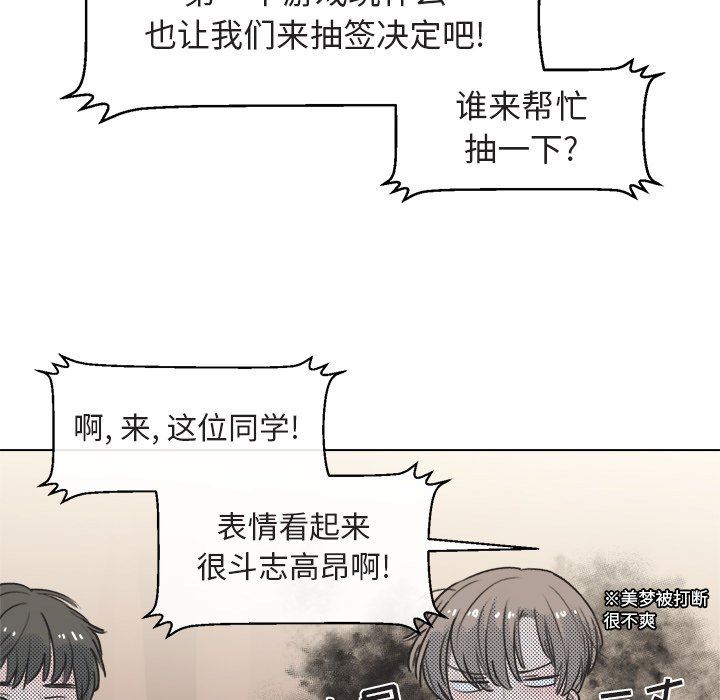 也让我们来抽签决定吧!
谁来帮忙
抽一下?
啊, 来, 这位同学!
表情看起来
很斗志高昂啊!
※美梦被打断
很不爽